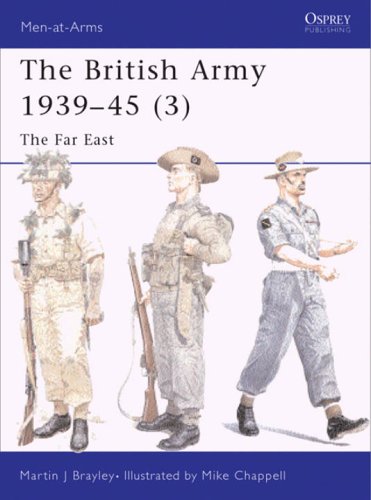 Men-at-Arms
OSPREY
PUBLISHING
The British Army
1939–45 (3)
The Far East
Martin J Brayley • Illustrated by Mike Chappell